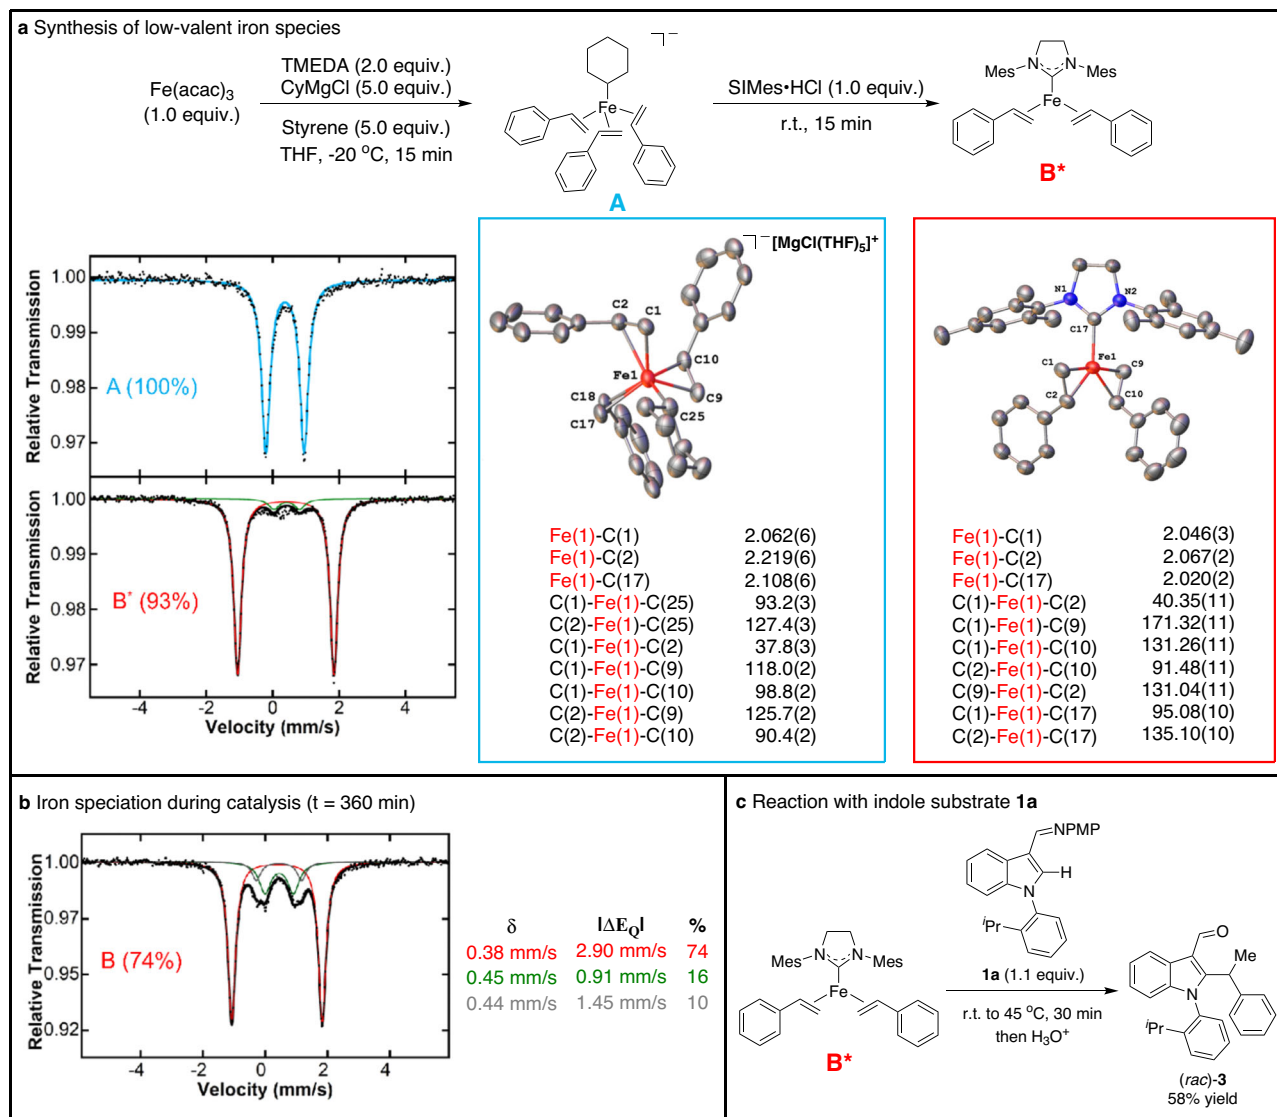 a Synthesis of low-valent iron species
Fe(acac)3
(1.0 equiv.)
TMEDA (2.0 equiv.)
CyMgCl (5.0 equiv.)
Styrene (5.0 equiv.)
THF, -20 °C, 15 min
Fe
A
SIMes•HCl (1.0 equiv.)
r.t., 15 min
N N
Mes Mes
Fe
B*
1.00
0.99
0.98
0.97
Relative Transmission
A (100%)
1.00
0.99
0.98
0.97
Relative Transmission
B* (93%)
-4 -2 0 2 4
Velocity (mm/s)
[MgCl(THF)5]+
C2 C1
C10
Fe1
C18 C9
C17 C25
Fe(1)-C(1) 2.062(6)
Fe(1)-C(2) 2.219(6)
Fe(1)-C(17) 2.108(6)
C(1)-Fe(1)-C(25) 93.2(3)
C(2)-Fe(1)-C(25) 127.4(3)
C(1)-Fe(1)-C(2) 37.8(3)
C(1)-Fe(1)-C(9) 118.0(2)
C(1)-Fe(1)-C(10) 98.8(2)
C(2)-Fe(1)-C(9) 125.7(2)
C(2)-Fe(1)-C(10) 90.4(2)
N1 N2
C17
C1 Fe1 C9
C2 C10
Fe(1)-C(1) 2.046(3)
Fe(1)-C(2) 2.067(2)
Fe(1)-C(17) 2.020(2)
C(1)-Fe(1)-C(2) 40.35(11)
C(1)-Fe(1)-C(9) 171.32(11)
C(1)-Fe(1)-C(10) 131.26(11)
C(2)-Fe(1)-C(10) 91.48(11)
C(9)-Fe(1)-C(2) 131.04(11)
C(1)-Fe(1)-C(17) 95.08(10)
C(2)-Fe(1)-C(17) 135.10(10)
b Iron speciation during catalysis (t = 360 min)
1.00
0.97
0.95
0.92
Relative Transmission
B (74%)
-4 -2 0 2 4
Velocity (mm/s)
δ |ΔEQ| %
0.38 mm/s 2.90 mm/s 74
0.45 mm/s 0.91 mm/s 16
0.44 mm/s 1.45 mm/s 10
c Reaction with indole substrate 1a
N N
Mes Mes
Fe
B*
NPMP
H
N
iPr
1a (1.1 equiv.)
r.t. to 45 °C, 30 min
then H3O+
O
Me
N
iPr
(rac)-3
58% yield